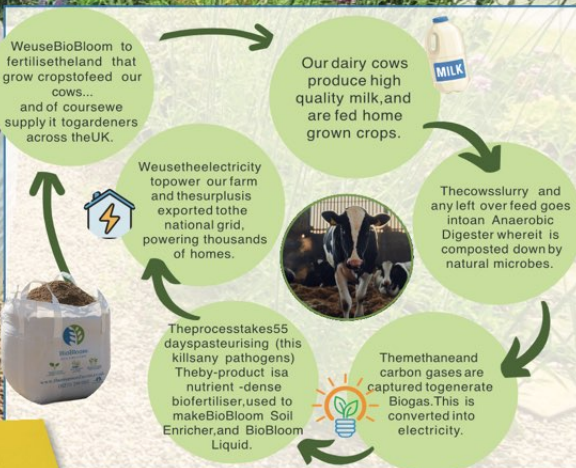 WeuseBioBloom to
fertilisetheland that
grow cropstofeed our
cows...
and of coursewe
supply it togardeners
across theUK.
Our dairy cows
produce high
quality milk,and
are fed home
grown crops.
MILK
Thecowsslurry and
any left over feed goes
intoan Anaerobic
Digester whereit is
composted down by
natural microbes.
Themethaneand
carbon gases are
captured togenerate
Biogas.This is
converted into
electricity.
Theprocesstakes55
dayspasteurising (this
killsany pathogens)
Theby-product isa
nutrient -dense
biofertiliser,used to
makeBioBloom Soil
Enricher,and BioBloom
Liquid.
Weusetheelectricity
topower our farm
and thesurplusis
exported tothe
national grid,
powering thousands
of homes.
BioBloom